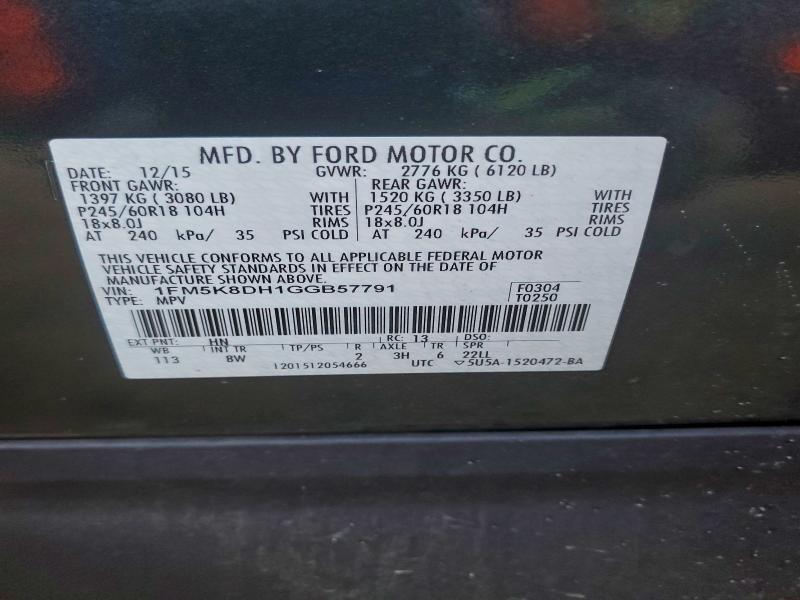 MFD. BY FORD MOTOR CO.
DATE: 12/15 GVWR: 2776 KG ( 6120 LB)
FRONT GAWR: REAR GAWR:
1397 KG ( 3080 LB) WITH 1520 KG ( 3350 LB) WITH
P245/60R18 104H TIRES P245/60R18 104H TIRES
18x8.0J RIMS 18x8.0J RIMS
AT 240 kPa/ 35 PSI COLD AT 240 kPa/ 35 PSI COLD
THIS VEHICLE CONFORMS TO ALL APPLICABLE FEDERAL MOTOR
VEHICLE SAFETY STANDARDS IN EFFECT ON THE DATE OF
MANUFACTURE SHOWN ABOVE.
VIN: 1FM5K8DH1GGB57791 F0304
TYPE: MPV T0250
EXT PNT: HN RC: 13 DSO:
WB INT TR TP/PS R AXLE TR SPR
113 8W 2 3H 6 22LL
1201512054666 UTC ▽5U5A-1520472-BA